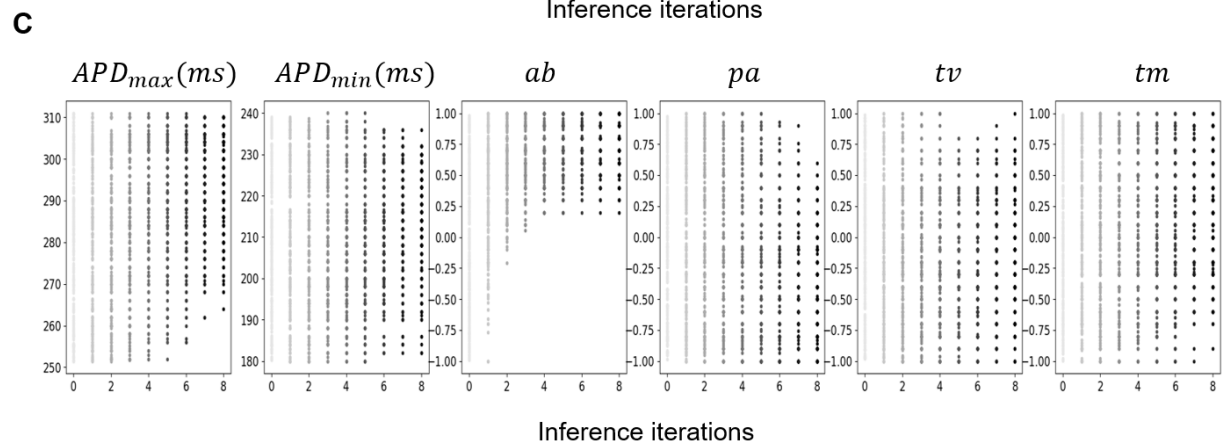 Inference iterations
C
APD_max(ms) APD_min(ms) ab pa tv tm
310 240 1.00 1.00 1.00 1.00
300 230 0.75 0.75 0.75 0.75
290 220 0.50 0.50 0.50 0.50
280 210 0.25 0.25 0.25 0.25
270 200 0.00 0.00 0.00 0.00
260 190 −0.25 −0.25 −0.25 −0.25
250 180 −0.50 −0.50 −0.50 −0.50
−0.75 −0.75 −0.75 −0.75
−1.00 −1.00 −1.00 −1.00
0 2 4 6 8 0 2 4 6 8 0 2 4 6 8 0 2 4 6 8 0 2 4 6 8 0 2 4 6 8
Inference iterations